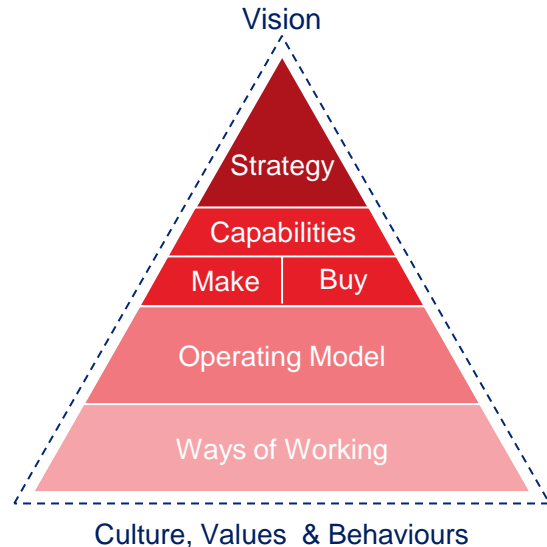 Vision
Strategy
Capabilities
Make
Buy
Operating Model
Ways of Working
Culture, Values & Behaviours